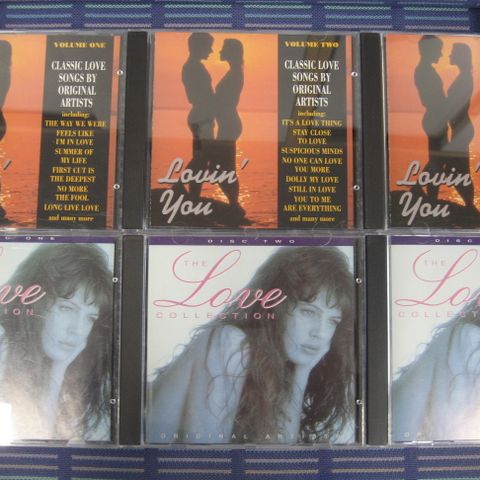 VOLUME ONE
CLASSIC LOVE
SONGS BY
ORIGINAL
ARTISTS
including:
THE WAY WE WERE
FEELS LIKE
I'M IN LOVE
SUMMER OF
MY LIFE
FIRST CUT IS
THE DEEPEST
NO MORE
THE FOOL
LONG LIVE LOVE
and many more
VOLUME TWO
CLASSIC LOVE
SONGS BY
ORIGINAL
ARTISTS
including:
IT'S A LOVE THING
STAY CLOSE
TO LOVE
SUSPICIOUS MINDS
NO ONE CAN LOVE
YOU MORE
DOLLY MY LOVE
STILL IN LOVE
YOU TO ME
ARE EVERYTHING
and many more
Lovin'
You
Lovin'
You
ONE
DISC TWO
THE
Love
COLLECTION
ORIGINAL ARTISTS
DISC
THE
COLLECTION